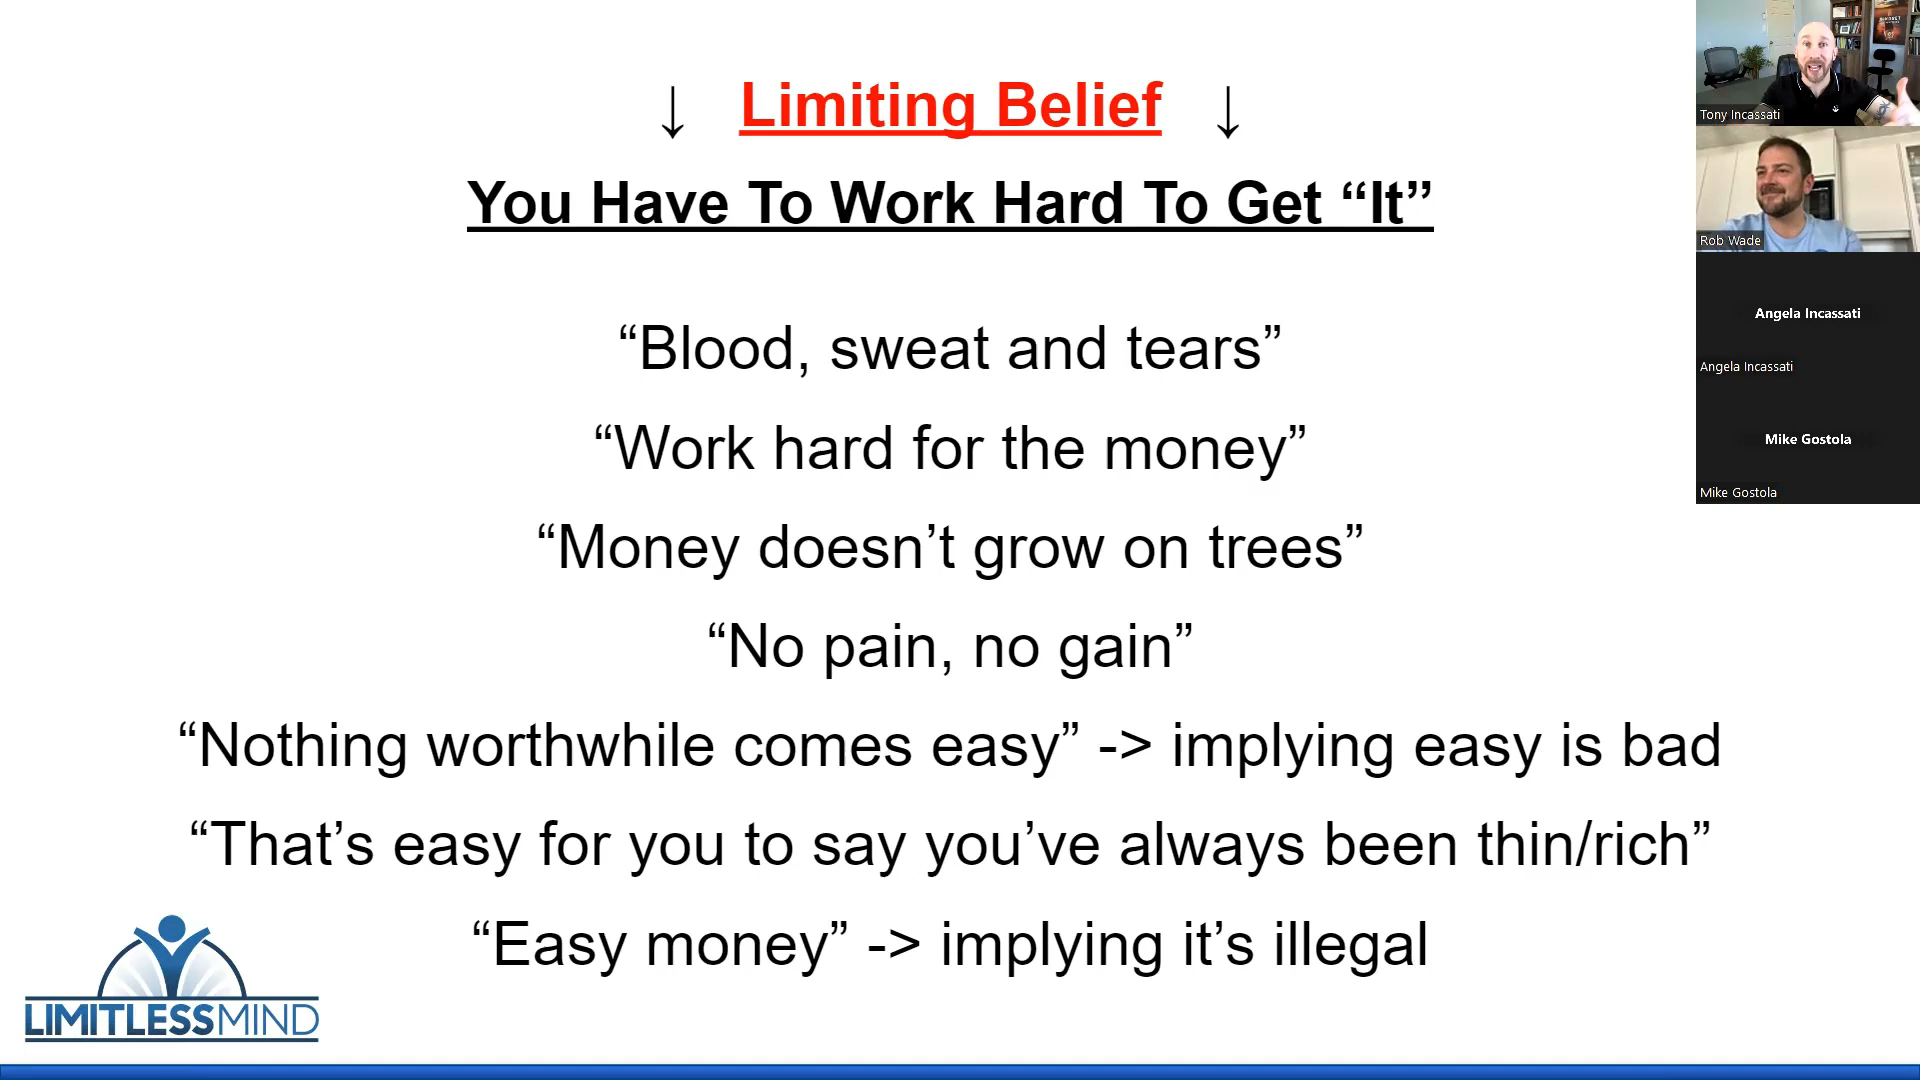 ↓ Limiting Belief ↓
You Have To Work Hard To Get “It”
“Blood, sweat and tears”
“Work hard for the money”
“Money doesn’t grow on trees”
“No pain, no gain”
“Nothing worthwhile comes easy” -> implying easy is bad
“That’s easy for you to say you’ve always been thin/rich”
“Easy money” -> implying it’s illegal
LIMITLESSMIND
Tony Incassati
Rob Wade
Angela Incassati
Angela Incassati
Mike Gostola
Mike Gostola